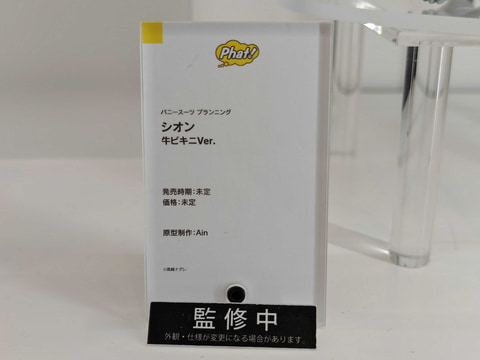 Phat!
バニースーツ プランニング
シオン
牛ビキニVer.
発売時期:未定
価格:未定
原型制作:Ain
監修中
外観・仕様が変更になる場合があります。